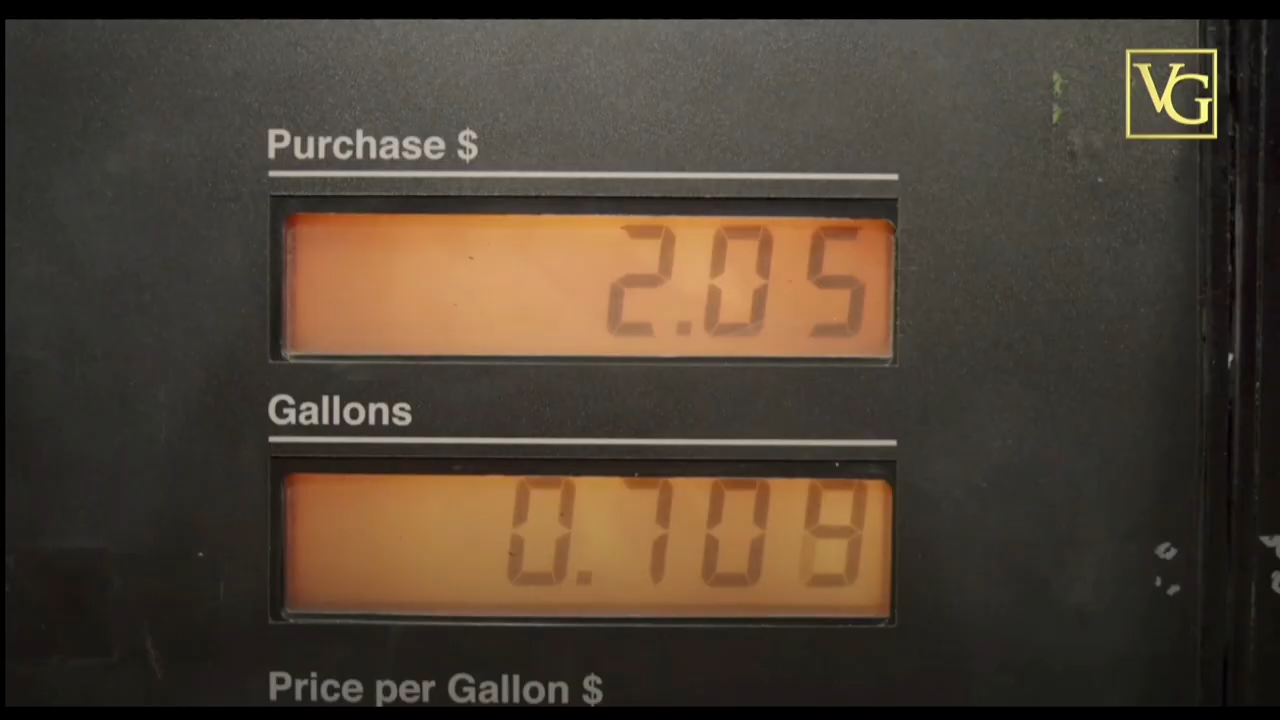 VG
Purchase $
2.05
Gallons
0.709
Price per Gallon $